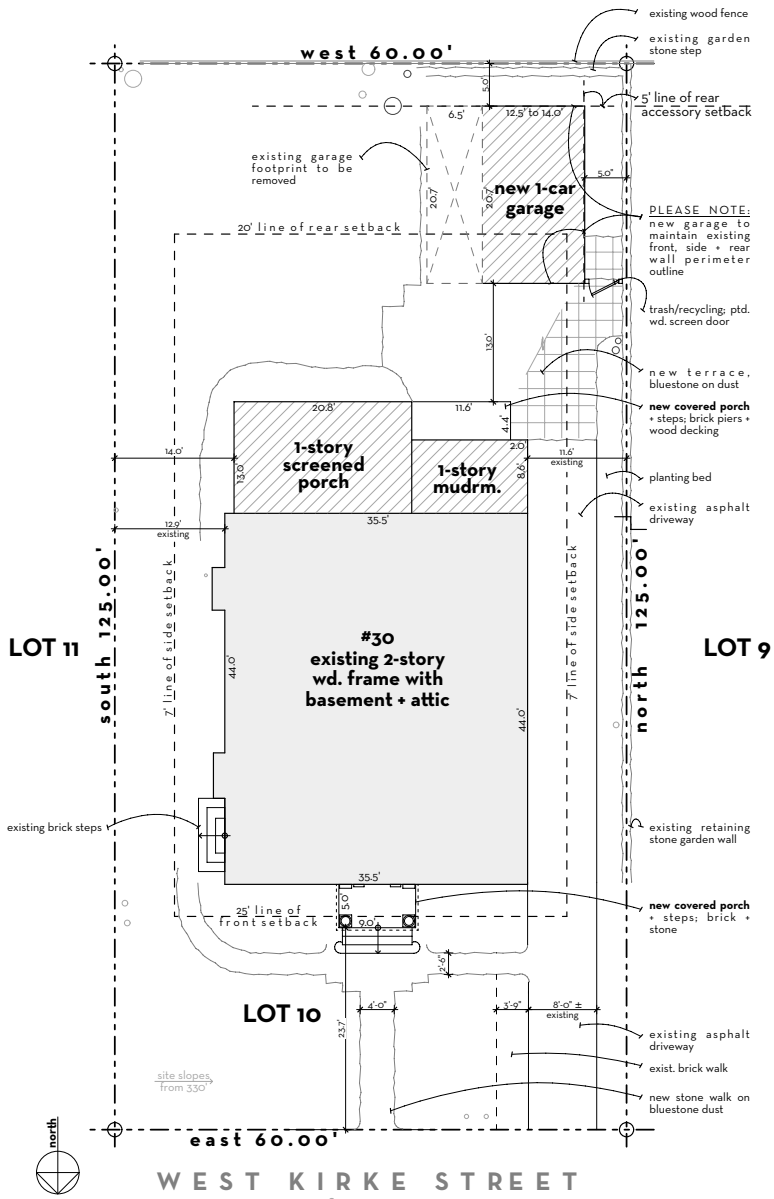 existing wood fence
existing garden
stone step
west 60.00'
5.0'
5' line of rear
accessory setback
6.5'
12.5' to 14.0'
existing garage
footprint to be
removed
20.7'
20.7'
new 1-car
garage
5.0"
PLEASE NOTE:
new garage to
maintain existing
front, side + rear
wall perimeter
outline
20' line of rear setback
trash/recycling; ptd.
wd. screen door
13.0'
new terrace,
bluestone on dust
new covered porch
+ steps; brick piers +
wood decking
20.8'
11.6'
4.4'
2.0'
14.0'
13.0'
1-story
screened
porch
1-story
mudrm.
8.6'
11.6'
existing
planting bed
existing asphalt
driveway
12.9'
existing
35.5'
south 125.00'
7' line of side setback
7' line of side setback
north 125.00'
LOT 11
LOT 9
#30
existing 2-story
wd. frame with
basement + attic
44.0'
44.0'
existing brick steps
existing retaining
stone garden wall
35.5'
5.0'
9.0'
25' line of
front setback
new covered porch
+ steps; brick +
stone
2'-6"
LOT 10
4'-0"
3'-9"
8'-0" ±
existing
23.7'
existing asphalt
driveway
exist. brick walk
site slopes
from 330'
new stone walk on
bluestone dust
north
east 60.00'
WEST KIRKE STREET